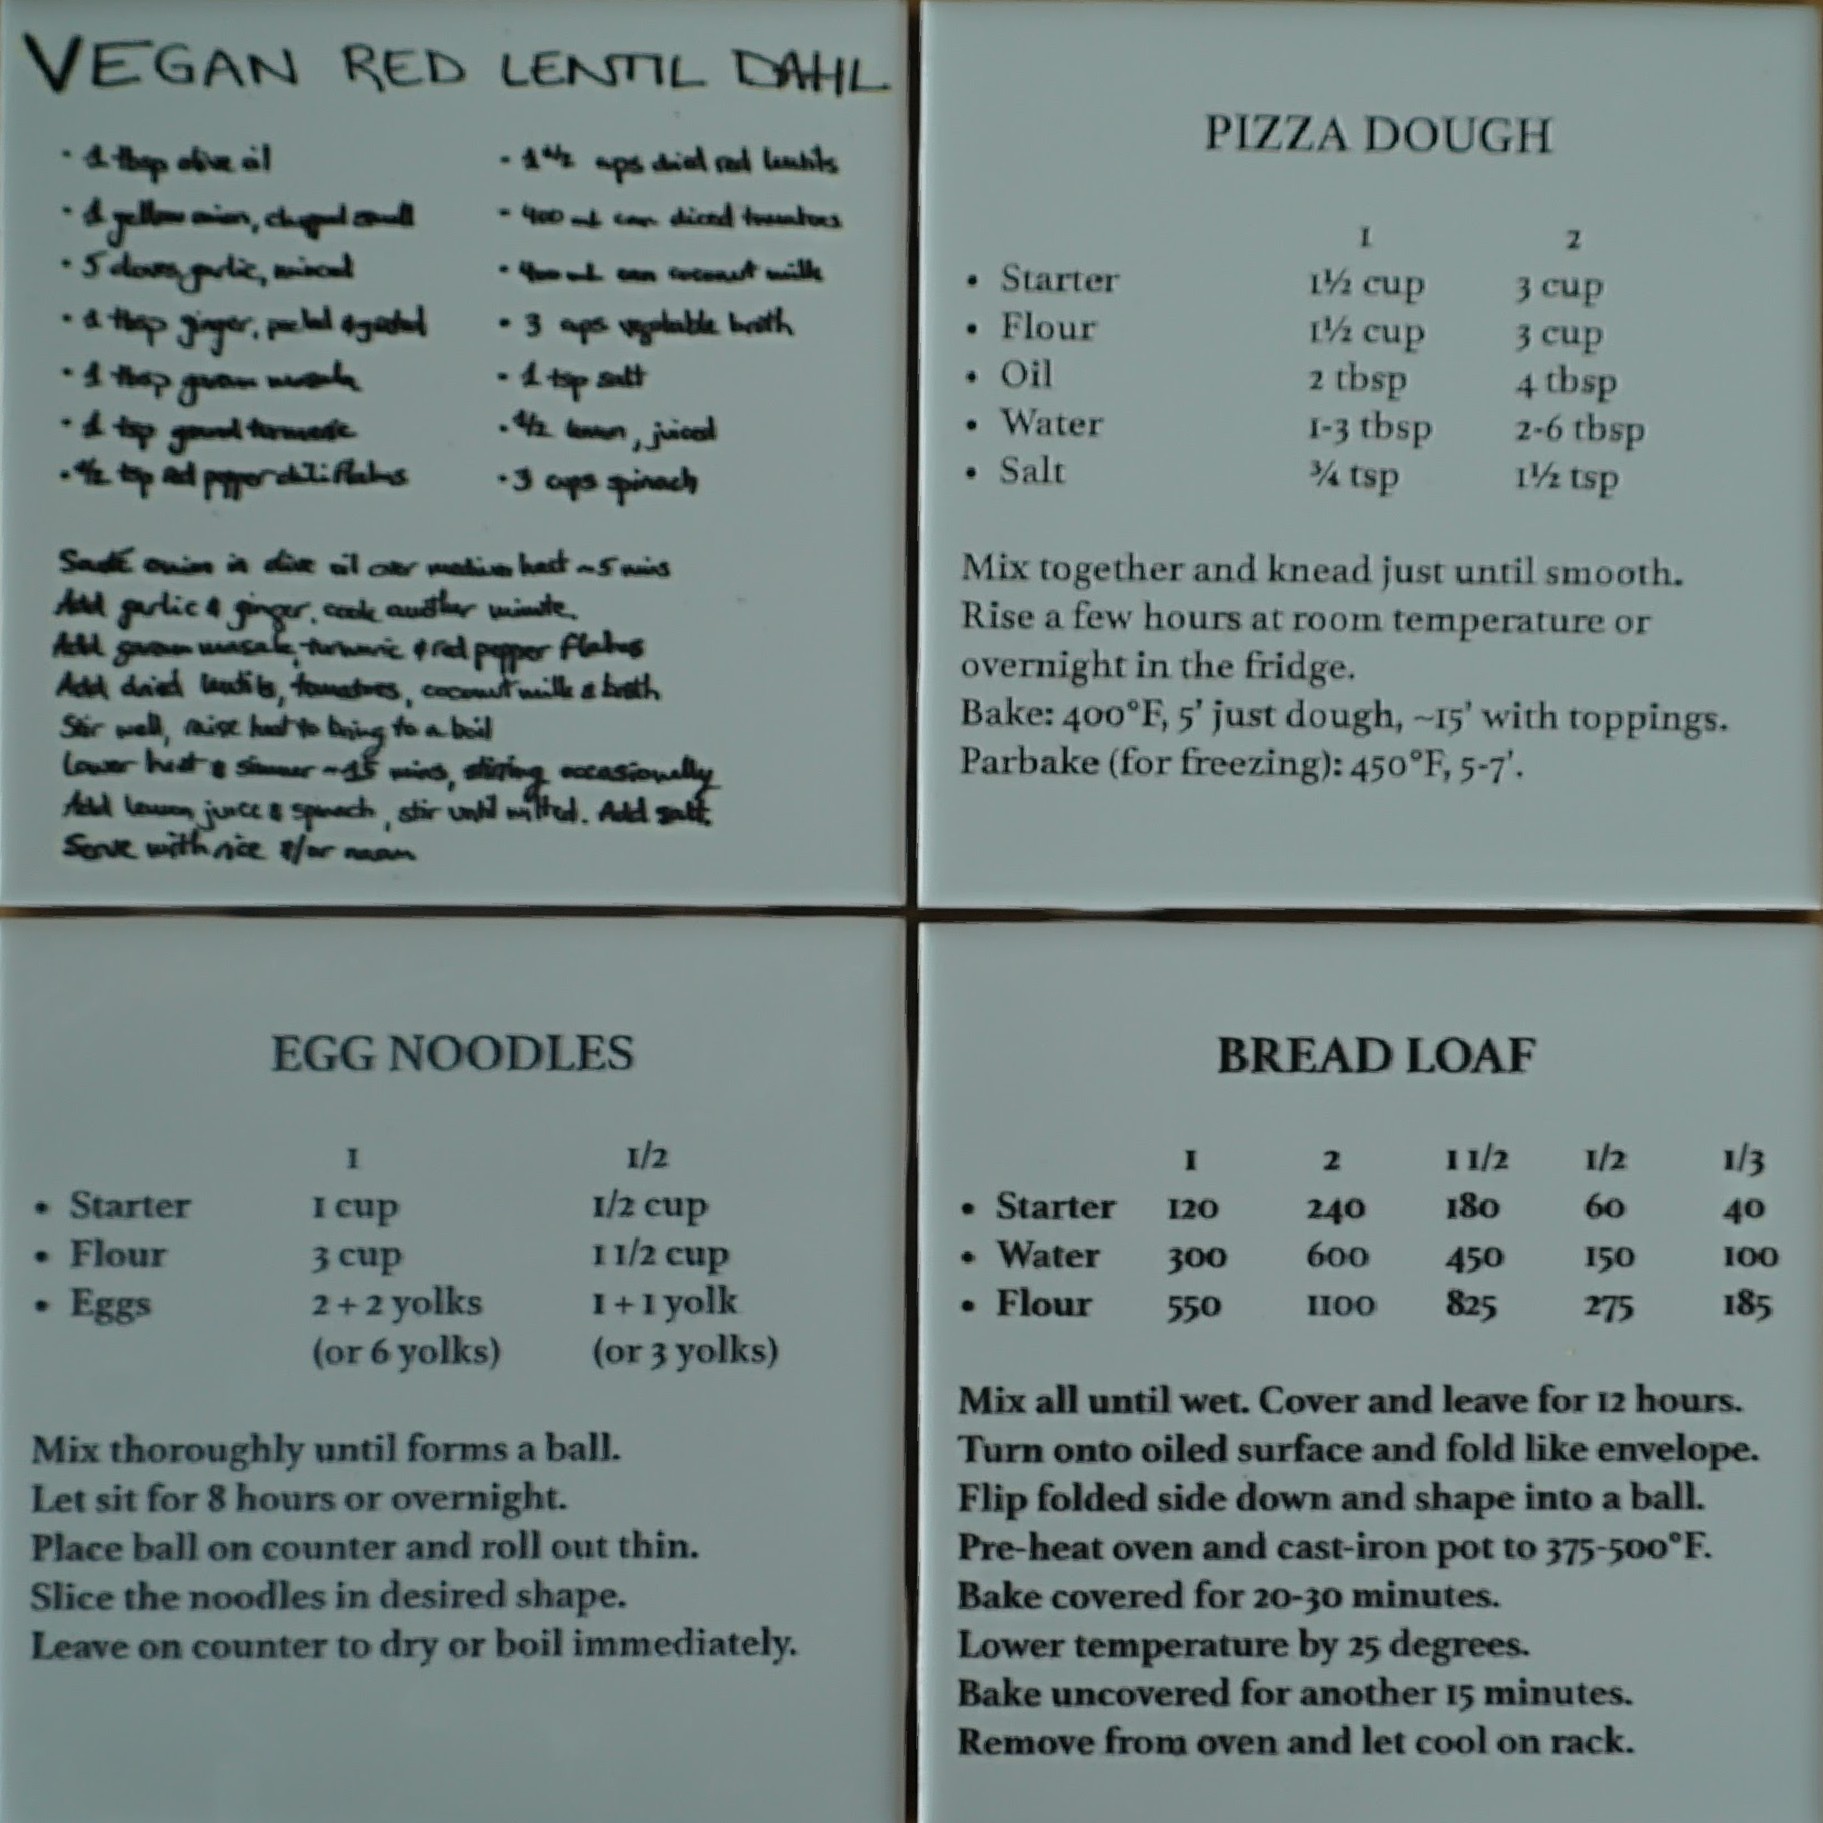 VEGAN RED LENTIL DAHL
· 1 tbsp olive oil
· 1 yellow onion, chopped small
· 5 cloves garlic, minced
· 1 tbsp ginger, peeled & grated
· 1 tbsp garam masala
· 1 tsp ground turmeric
· 1/2 tsp red pepper chili flakes
· 1 1/2 cups dried red lentils
· 400 mL can diced tomatoes
· 400 mL can coconut milk
· 3 cups vegetable broth
· 1 tsp salt
· 1/2 lemon, juiced
· 3 cups spinach
Sauté onion in olive oil over medium heat ~5 mins
Add garlic & ginger, cook another minute.
Add garam masala, turmeric & red pepper flakes
Add dried lentils, tomatoes, coconut milk & broth
Stir well, raise heat to bring to a boil
Lower heat & simmer ~15 mins, stirring occasionally
Add lemon juice & spinach, stir until wilted. Add salt.
Serve with rice &/or naan
PIZZA DOUGH
1 2
• Starter 1½ cup 3 cup
• Flour 1½ cup 3 cup
• Oil 2 tbsp 4 tbsp
• Water 1-3 tbsp 2-6 tbsp
• Salt ¾ tsp 1½ tsp
Mix together and knead just until smooth.
Rise a few hours at room temperature or
overnight in the fridge.
Bake: 400°F, 5' just dough, ~15' with toppings.
Parbake (for freezing): 450°F, 5-7'.
EGG NOODLES
1 1/2
• Starter 1 cup 1/2 cup
• Flour 3 cup 1 1/2 cup
• Eggs 2 + 2 yolks 1 + 1 yolk
(or 6 yolks) (or 3 yolks)
Mix thoroughly until forms a ball.
Let sit for 8 hours or overnight.
Place ball on counter and roll out thin.
Slice the noodles in desired shape.
Leave on counter to dry or boil immediately.
BREAD LOAF
1 2 1 1/2 1/2 1/3
• Starter 120 240 180 60 40
• Water 300 600 450 150 100
• Flour 550 1100 825 275 185
Mix all until wet. Cover and leave for 12 hours.
Turn onto oiled surface and fold like envelope.
Flip folded side down and shape into a ball.
Pre-heat oven and cast-iron pot to 375-500°F.
Bake covered for 20-30 minutes.
Lower temperature by 25 degrees.
Bake uncovered for another 15 minutes.
Remove from oven and let cool on rack.